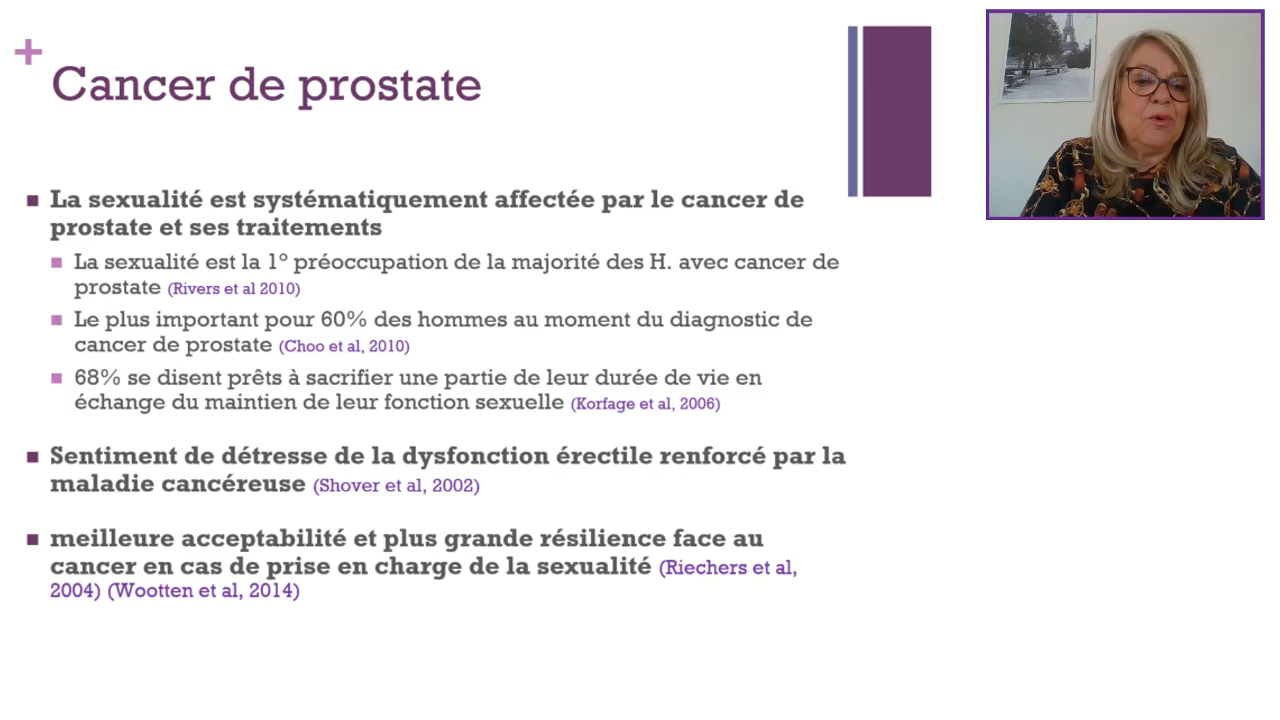 +
Cancer de prostate
La sexualité est systématiquement affectée par le cancer de
prostate et ses traitements
La sexualité est la 1° préoccupation de la majorité des H. avec cancer de
prostate (Rivers et al 2010)
Le plus important pour 60% des hommes au moment du diagnostic de
cancer de prostate (Choo et al, 2010)
68% se disent prêts à sacrifier une partie de leur durée de vie en
échange du maintien de leur fonction sexuelle (Korfage et al, 2006)
Sentiment de détresse de la dysfonction érectile renforcé par la
maladie cancéreuse (Shover et al, 2002)
meilleure acceptabilité et plus grande résilience face au
cancer en cas de prise en charge de la sexualité (Riechers et al,
2004) (Wootten et al, 2014)